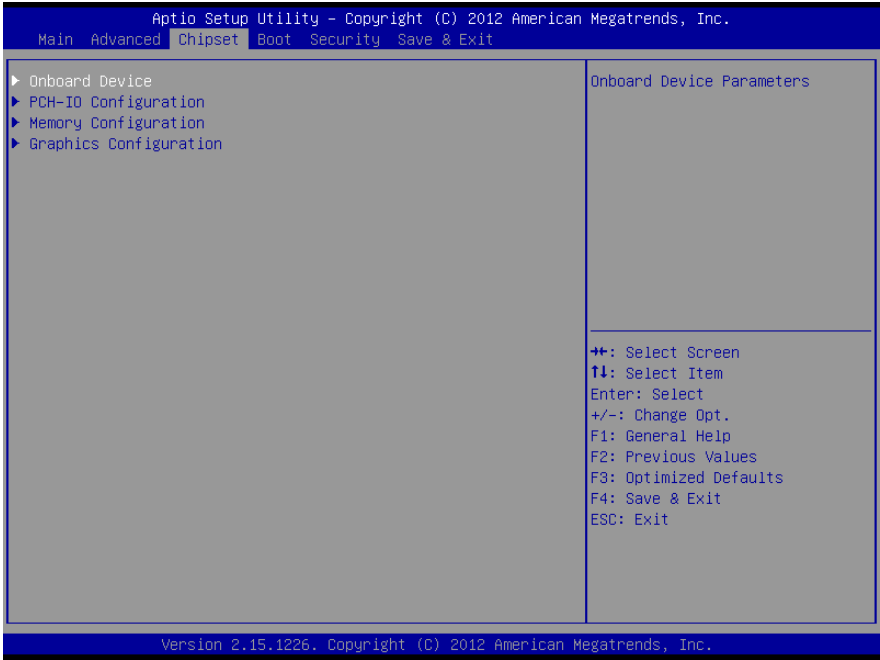 Aptio Setup Utility – Copyright (C) 2012 American Megatrends, Inc.
Main Advanced Chipset Boot Security Save & Exit
▶ Onboard Device
▶ PCH-IO Configuration
▶ Memory Configuration
▶ Graphics Configuration
Onboard Device Parameters
→←: Select Screen
↑↓: Select Item
Enter: Select
+/-: Change Opt.
F1: General Help
F2: Previous Values
F3: Optimized Defaults
F4: Save & Exit
ESC: Exit
Version 2.15.1226. Copyright (C) 2012 American Megatrends, Inc.